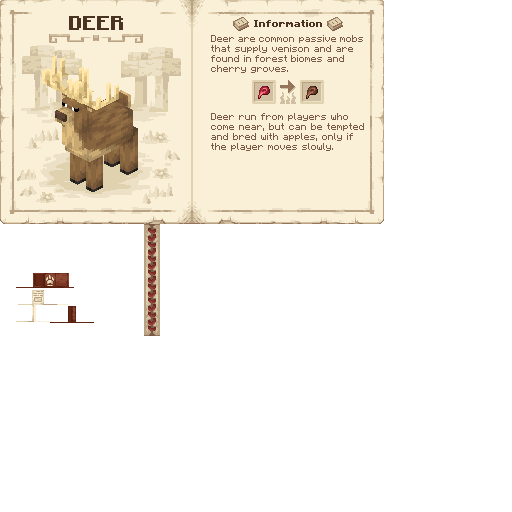 DEER
Information
Deer are common passive mobs
that supply venison and are
found in forest biomes and
cherry groves.
Deer run from players who
come near, but can be tempted
and bred with apples, only if
the player moves slowly.